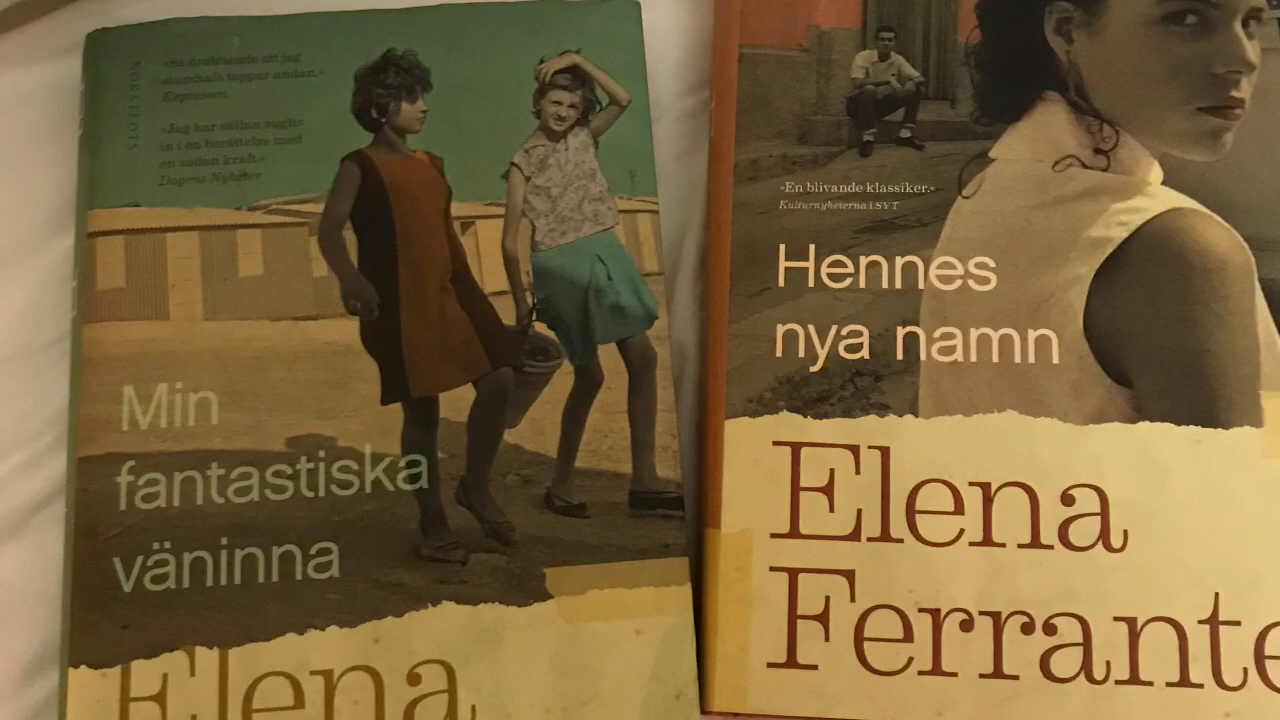 NORSTEDTS
»Så drabbande att jag
stundtals tappar andan.»
Expressen
»Jag har sällan sugits
in i en berättelse med
en sådan kraft.»
Dagens Nyheter
Min
fantastiska
väninna
Elena
»En blivande klassiker.»
Kulturnyheterna i SVT
Hennes
nya namn
Elena
Ferrante